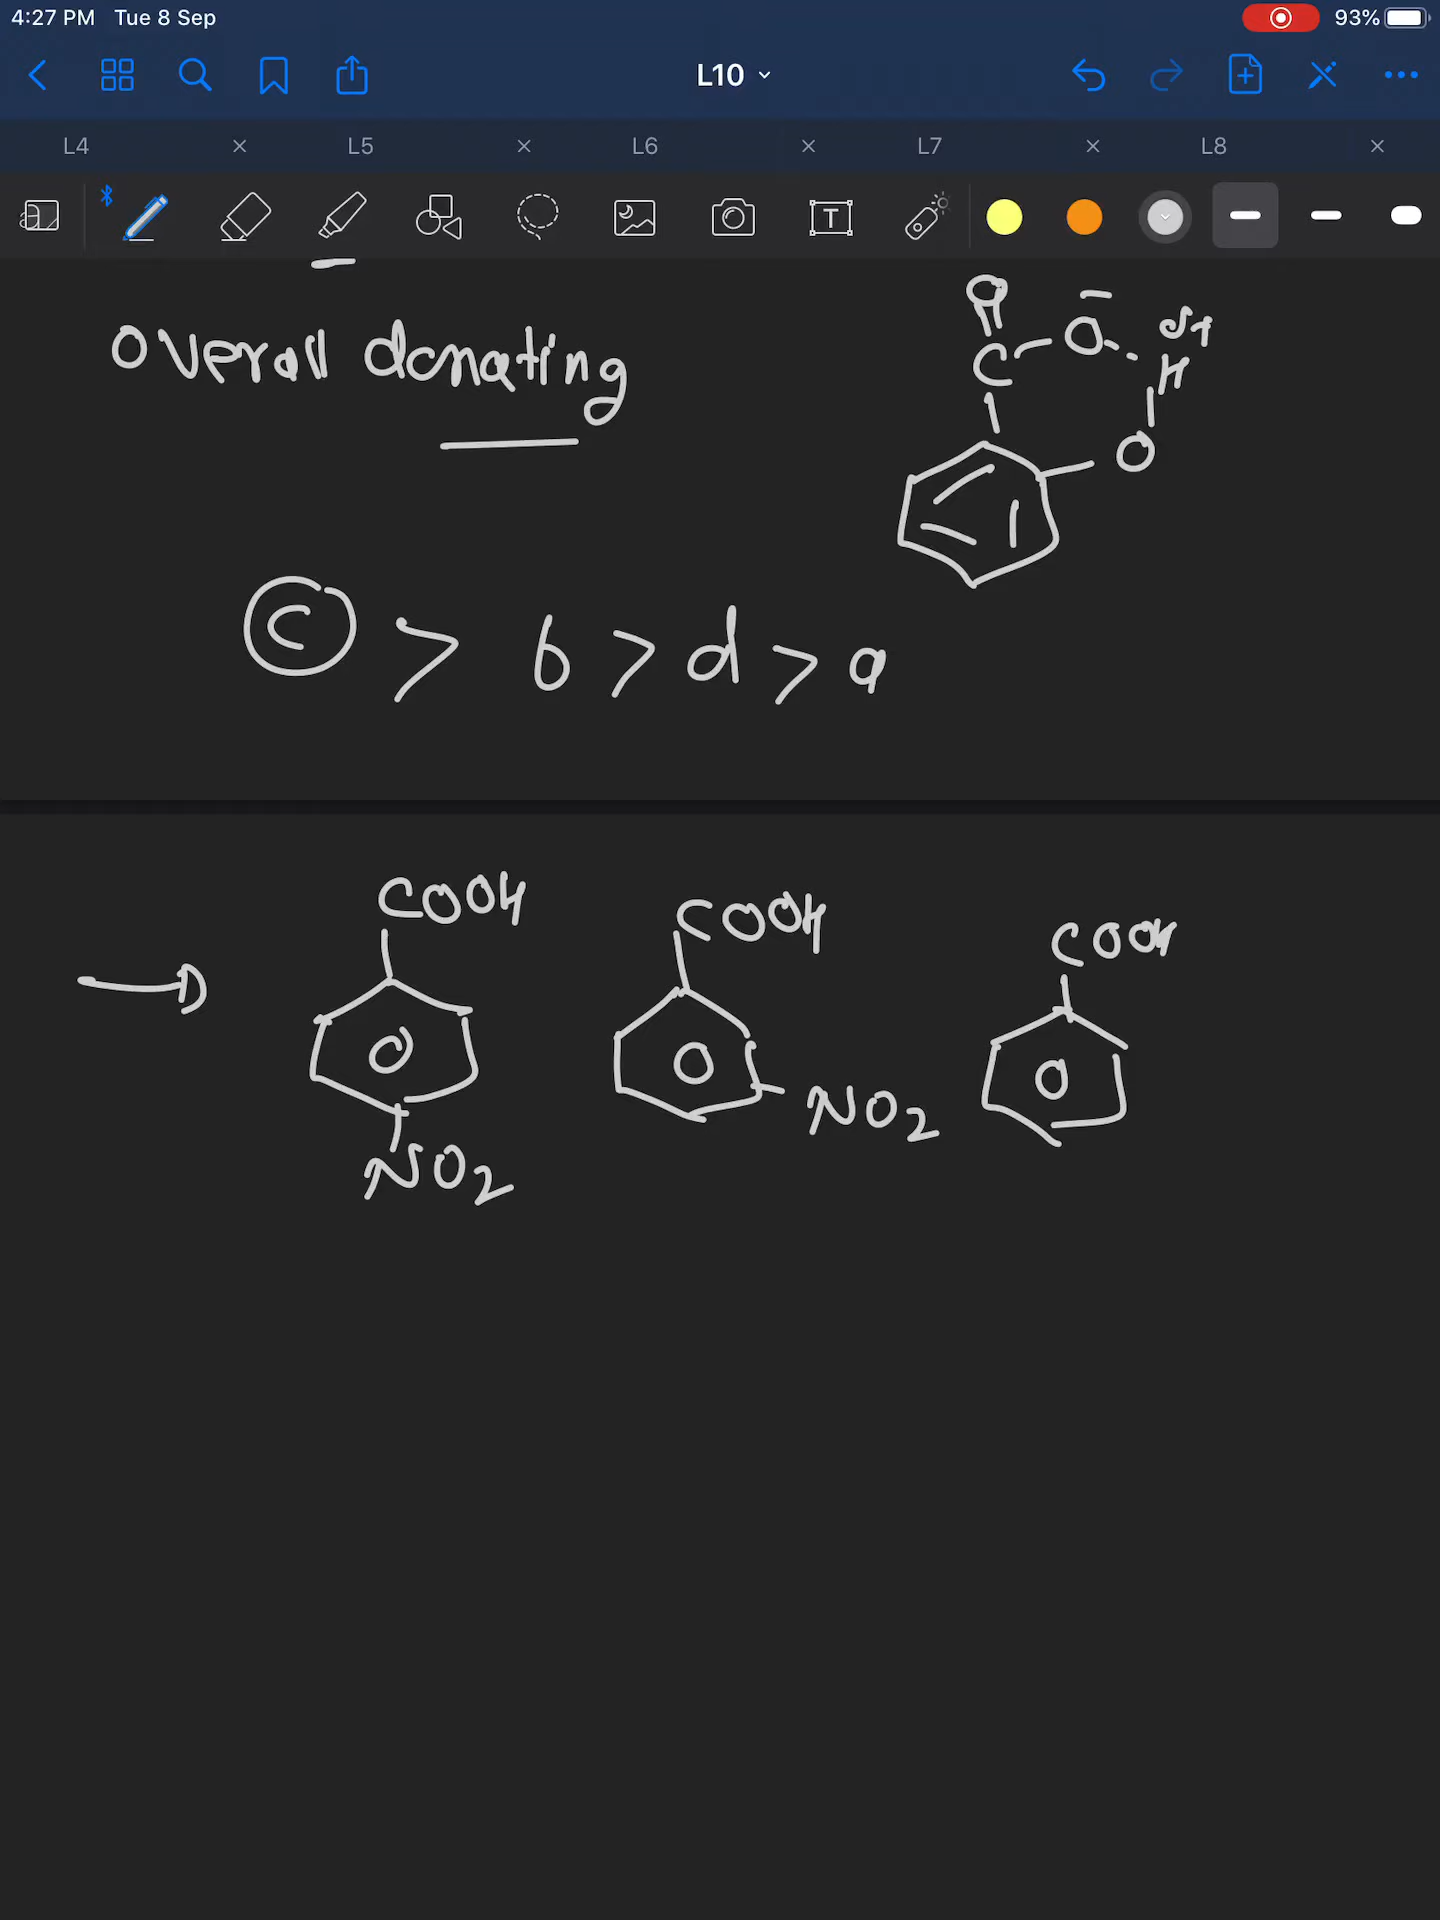 4:27 PM Tue 8 Sep 93%
L10
L4 L5 L6 L7 L8
T
Overall donating
O
C - O - H δ+
O
C > b > d > a
COOH COOH COOH
NO2 NO2